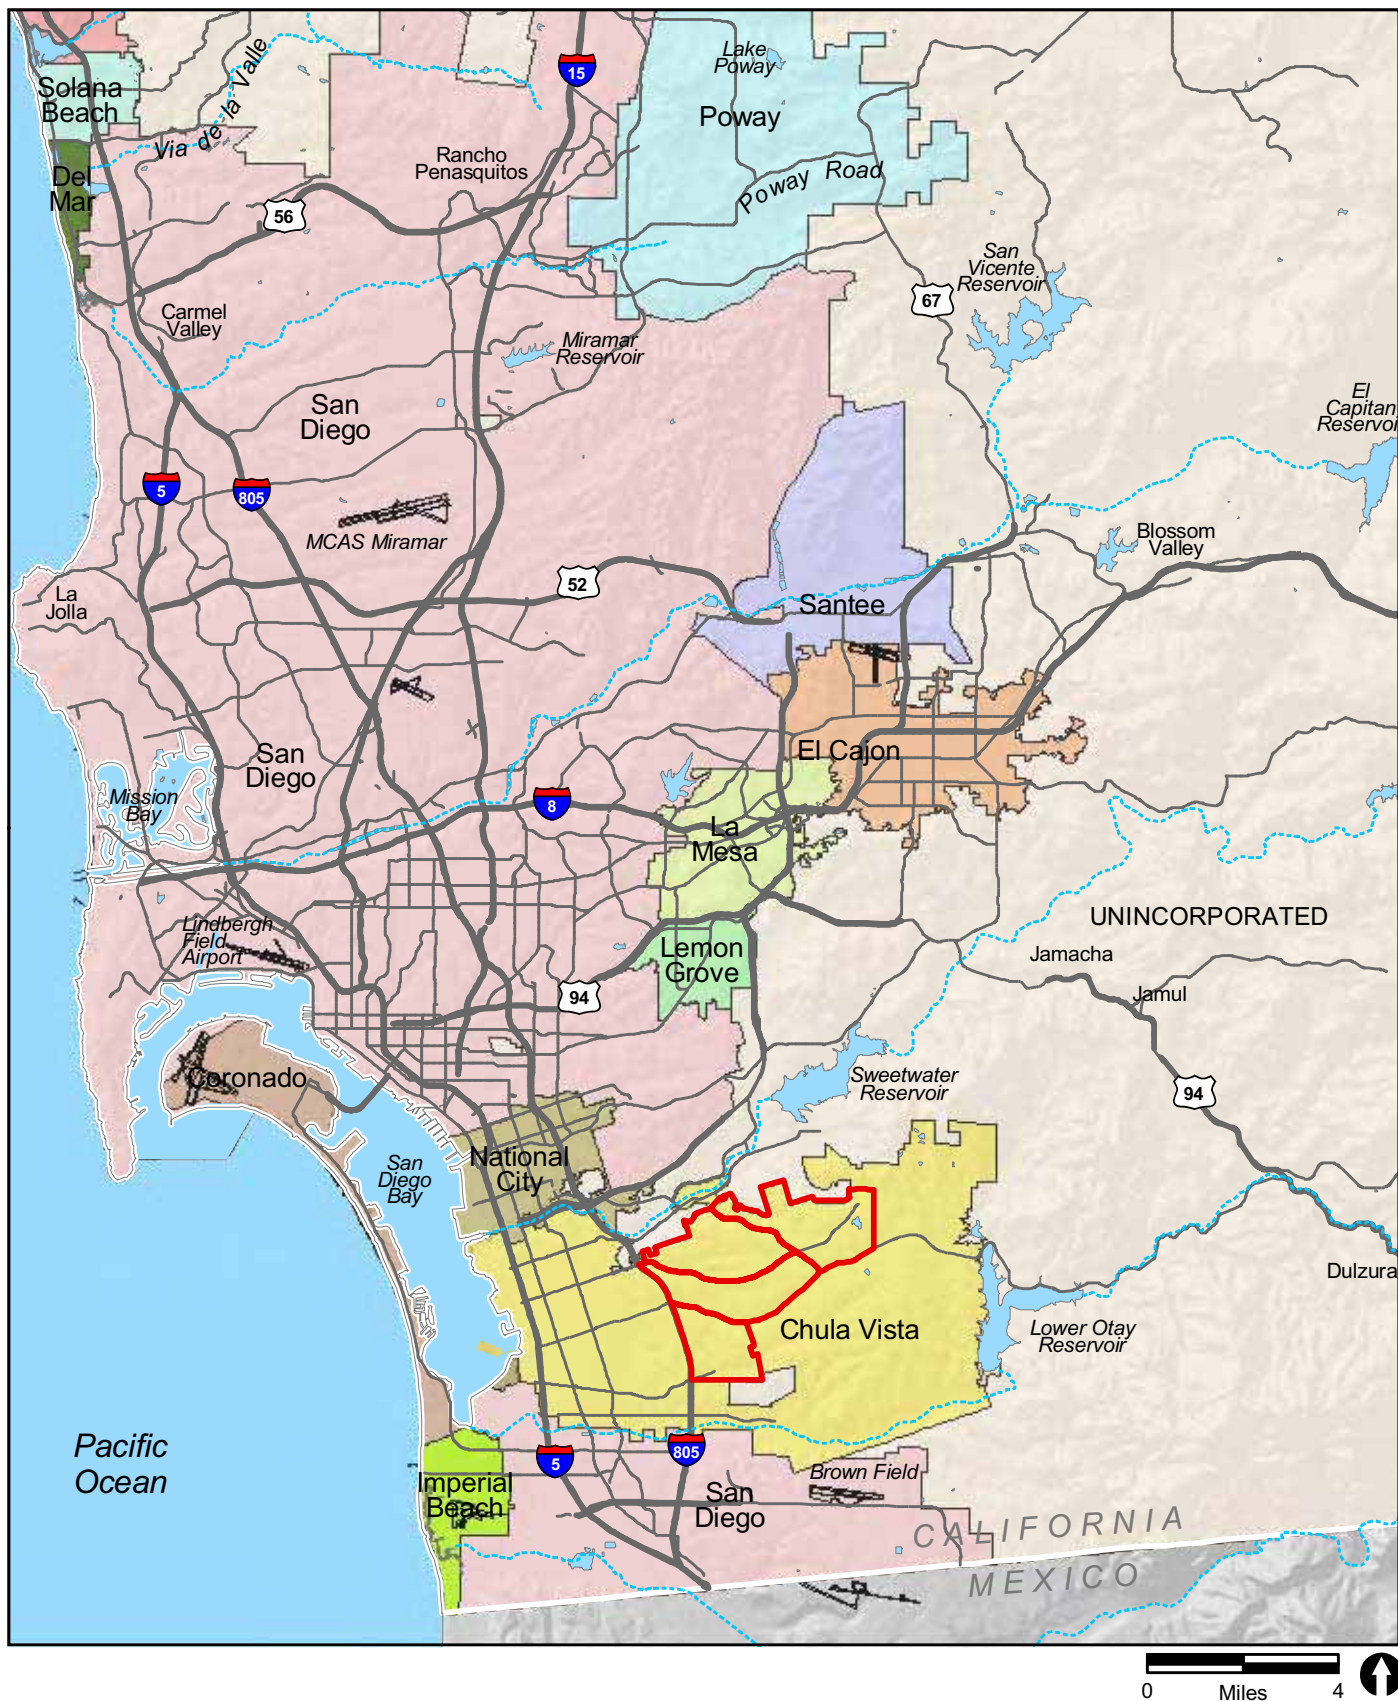 15
Lake
Poway
Solana
Beach
Via de la Valle
Poway
Rancho
Penasquitos
Del
Mar
Poway Road
56
San
Vicente
Reservoir
67
Carmel
Valley
Miramar
Reservoir
El
Capitan
San
Diego
5
805
MCAS Miramar
Blossom
Valley
52
La
Jolla
Santee
San
Diego
El Cajon
Mission
Bay
8
La
Mesa
UNINCORPORATED
Lindbergh
Field
Airport
Lemon
Grove
Jamacha
94
Jamul
Coronado
Sweetwater
Reservoir
94
San
Diego
Bay
National
City
Dulzura
Chula Vista
Lower Otay
Reservoir
Pacific
Ocean
5
805
Imperial
Beach
Brown Field
San
Diego
CALIFORNIA
MEXICO
0 Miles 4